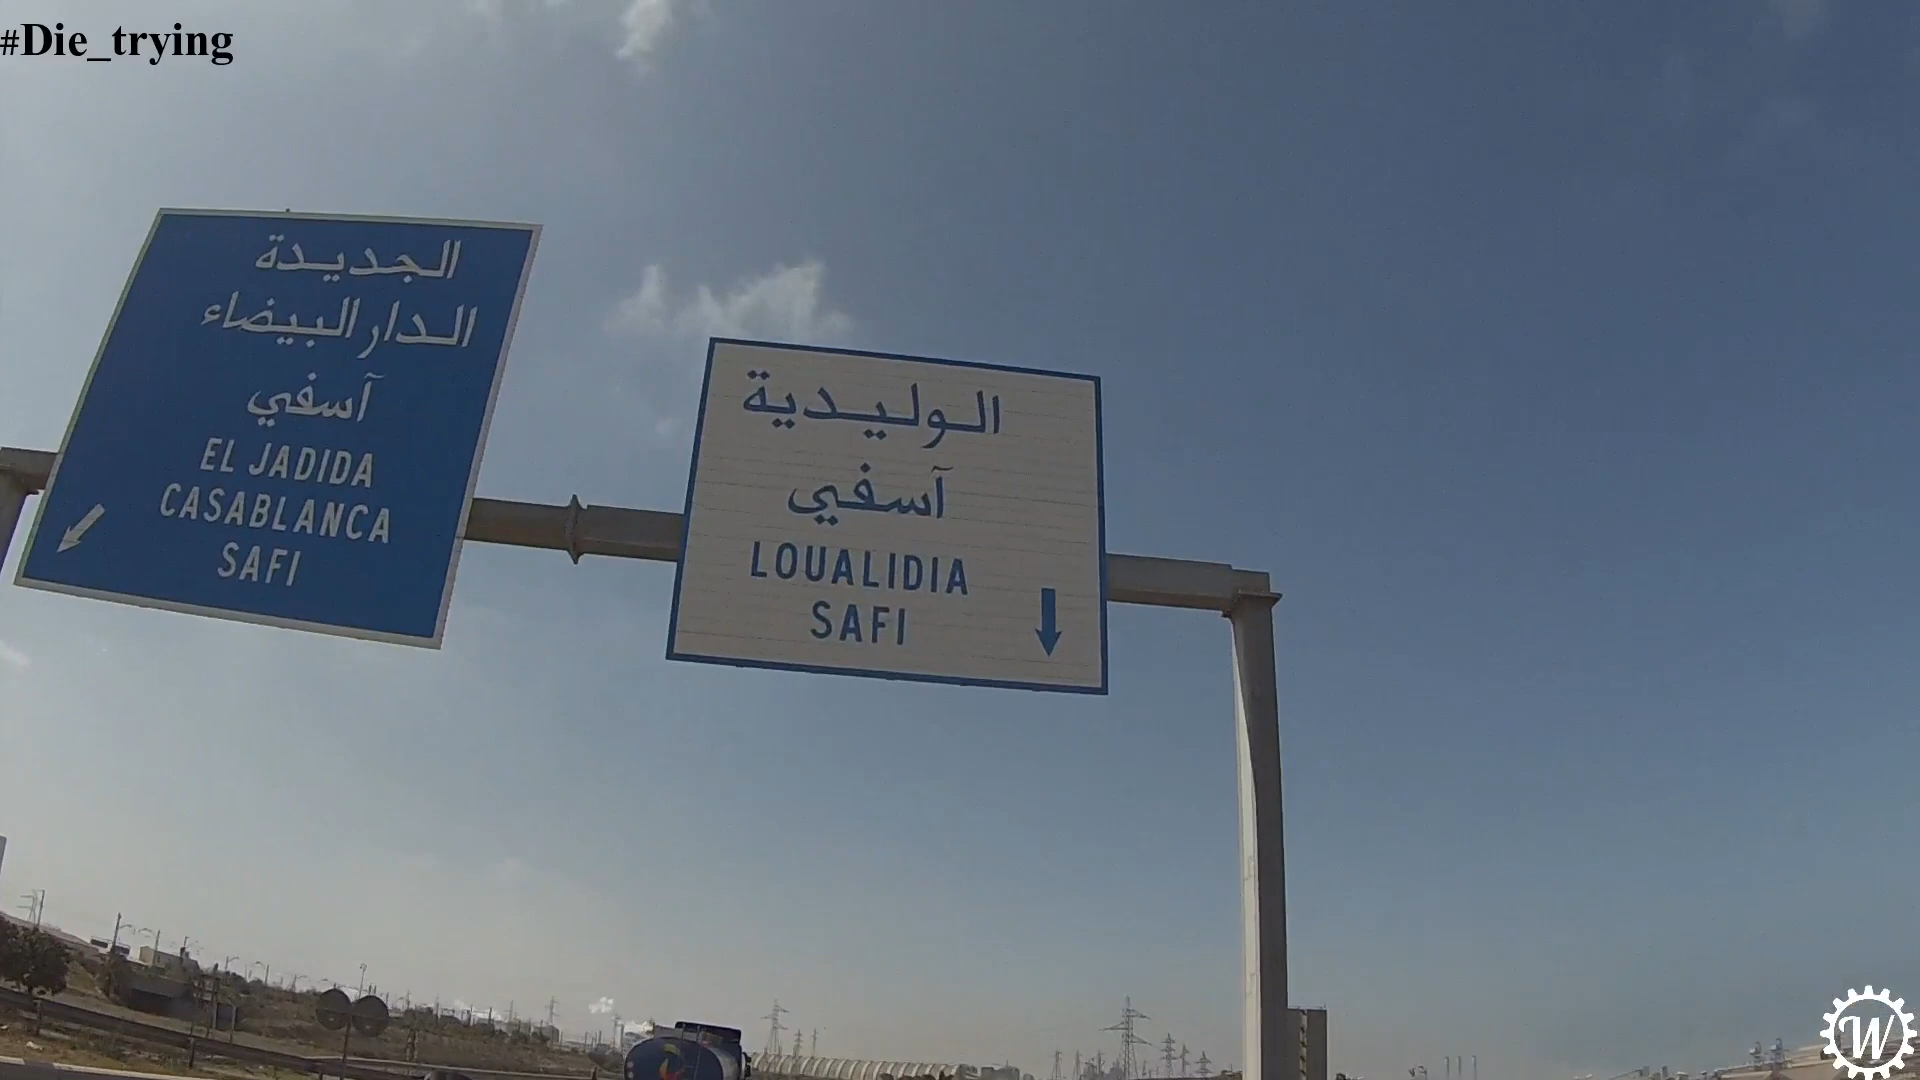 #Die_trying
الجديدة
الدار البيضاء
آسفي
EL JADIDA
CASABLANCA
SAFI
الوليدية
آسفي
LOUALIDIA
SAFI
W